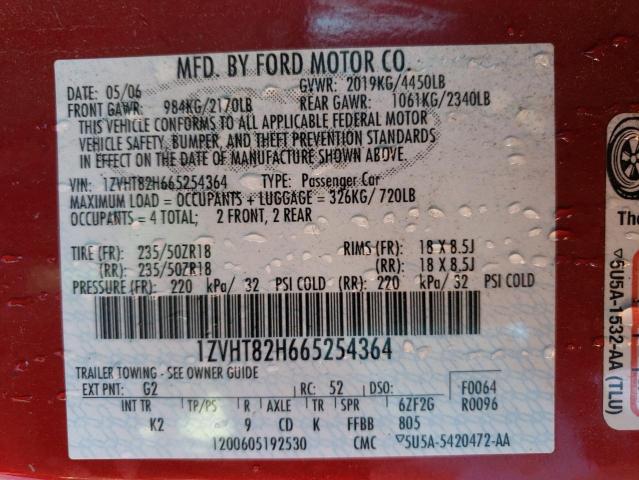 MFD. BY FORD MOTOR CO.
DATE: 05/06 GVWR: 2019KG/4450LB
FRONT GAWR: 984KG/2170LB REAR GAWR: 1061KG/2340LB
THIS VEHICLE CONFORMS TO ALL APPLICABLE FEDERAL MOTOR
VEHICLE SAFETY, BUMPER, AND THEFT PREVENTION STANDARDS
IN EFFECT ON THE DATE OF MANUFACTURE SHOWN ABOVE.
VIN: 1ZVHT82H665254364 TYPE: Passenger Car
MAXIMUM LOAD = OCCUPANTS + LUGGAGE = 326KG/720LB
OCCUPANTS = 4 TOTAL; 2 FRONT, 2 REAR
TIRE (FR): 235/50ZR18 RIMS (FR): 18 X 8.5J
(RR): 235/50ZR18 (RR): 18 X 8.5J
PRESSURE (FR): 220 kPa/ 32 PSI COLD (RR): 220 kPa/ 32 PSI COLD
1ZVHT82H665254364
TRAILER TOWING - SEE OWNER GUIDE
EXT PNT: G2 RC: 52 DSO: F0064
INT TR TP/PS R AXLE TR SPR 6ZF2G R0096
K2 9 CD K FFBB 805
1200605192530 CMC ▽5U5A-5420472-AA
The
▽5U5A-1532-AA (TLU)